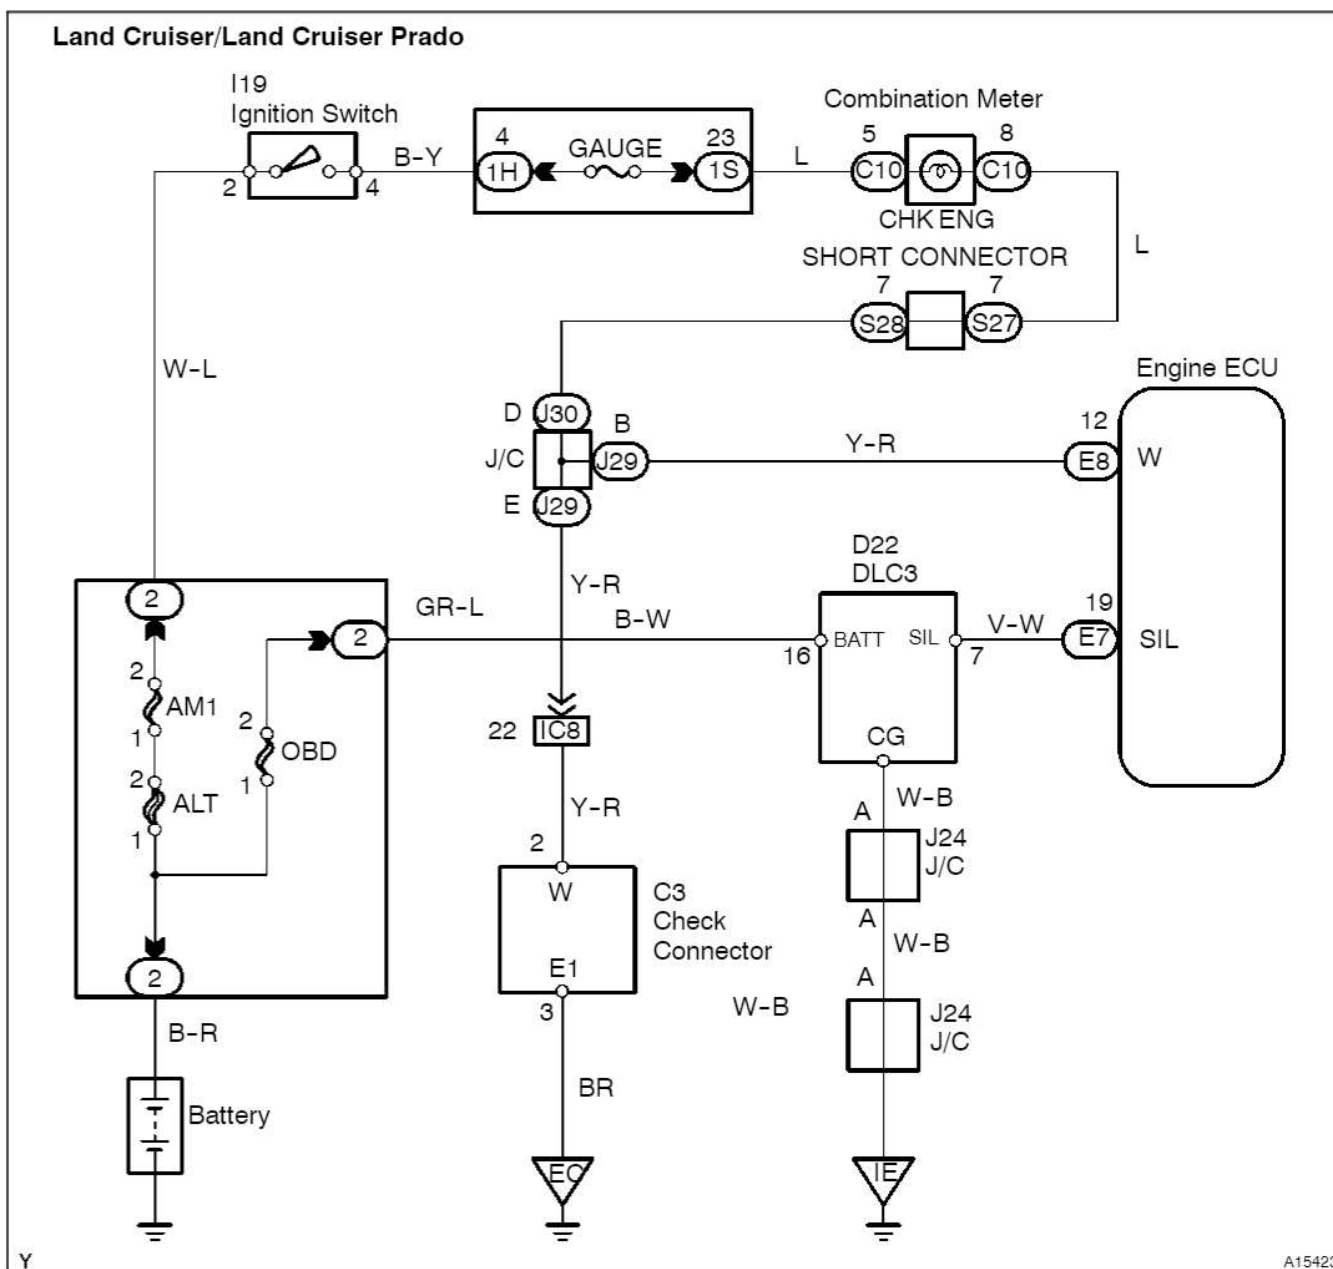 Land Cruiser/Land Cruiser Prado
I19
Ignition Switch
2
4
B-Y
4
1H
GAUGE
23
1S
L
Combination Meter
5
C10
8
C10
CHK ENG
L
SHORT CONNECTOR
7
S28
7
S27
W-L
Engine ECU
D
J30
J/C
B
J29
E
J29
Y-R
12
E8
W
Y-R
D22
DLC3
2
GR-L
2
B-W
16
BATT
SIL
7
V-W
19
E7
SIL
2
AM1
1
2
OBD
1
2
ALT
1
22
IC8
CG
W-B
Y-R
A
J24
J/C
2
W
C3
Check
Connector
A
W-B
E1
3
2
W-B
A
J24
J/C
B-R
BR
Battery
EC
IE
Y
A15423